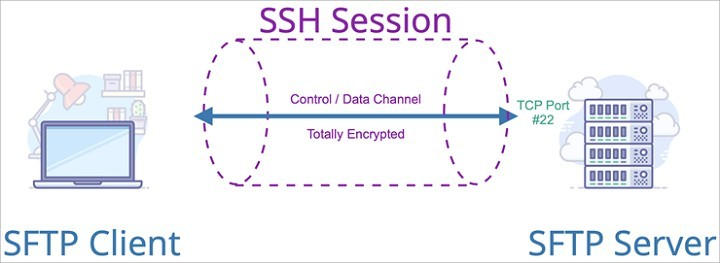 SSH Session
Control / Data Channel
TCP Port
#22
Totally Encrypted
SFTP Client
SFTP Server